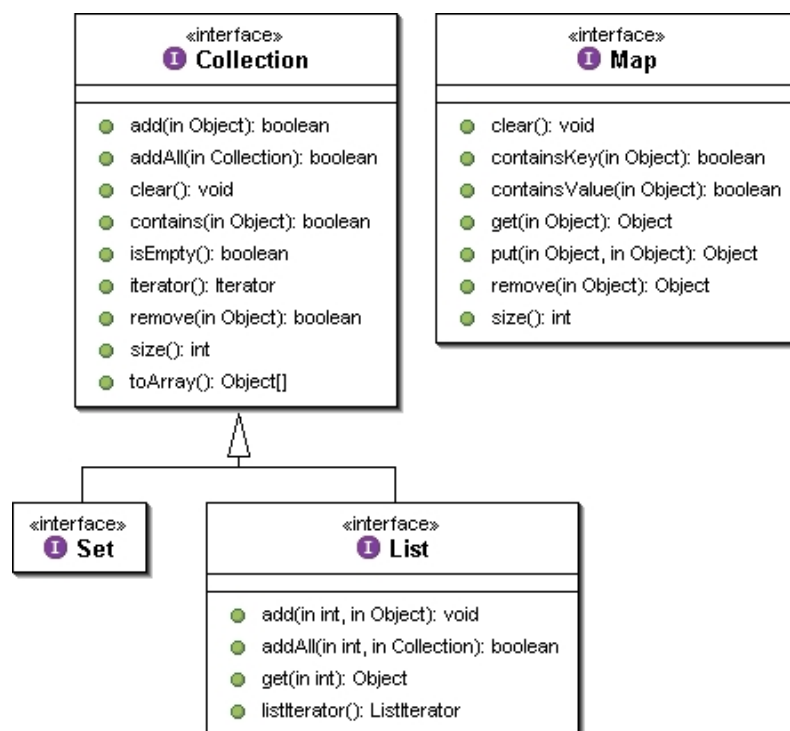 «interface»
I Collection
add(in Object): boolean
addAll(in Collection): boolean
clear(): void
contains(in Object): boolean
isEmpty(): boolean
iterator(): Iterator
remove(in Object): boolean
size(): int
toArray(): Object[]
«interface»
I Map
clear(): void
containsKey(in Object): boolean
containsValue(in Object): boolean
get(in Object): Object
put(in Object, in Object): Object
remove(in Object): Object
size(): int
«interface»
I Set
«interface»
I List
add(in int, in Object): void
addAll(in int, in Collection): boolean
get(in int): Object
listIterator(): ListIterator